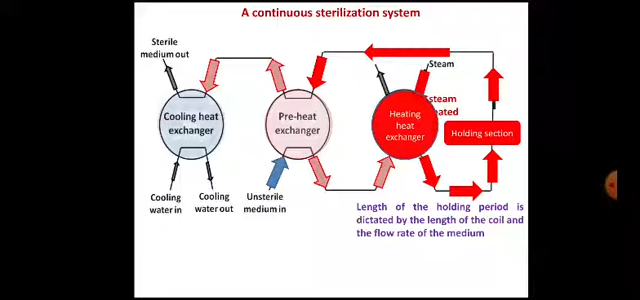 A continuous sterilization system
Sterile
medium out
Steam
steam
Cooling heat
exchanger
Pre-heat
exchanger
Heating
heat
exchanger
Holding section
Cooling
water in
Cooling
water out
Unsterile
medium in
Length of the holding period is
dictated by the length of the coil and
the flow rate of the medium